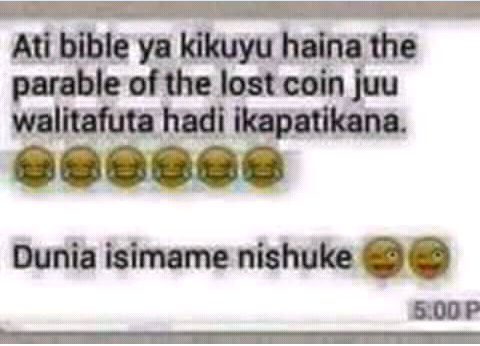 Ati bible ya kikuyu haina the
parable of the lost coin juu
walitafuta hadi ikapatikana.
😂😂😂😂😂😂
Dunia isimame nishuke 😜😜
5:00 P